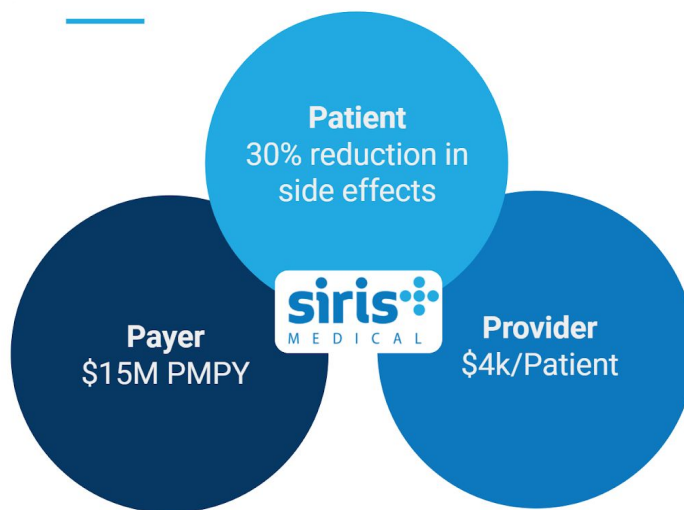 Patient
30% reduction in
side effects
siris
MEDICAL
Payer
$15M PMPY
Provider
$4k/Patient